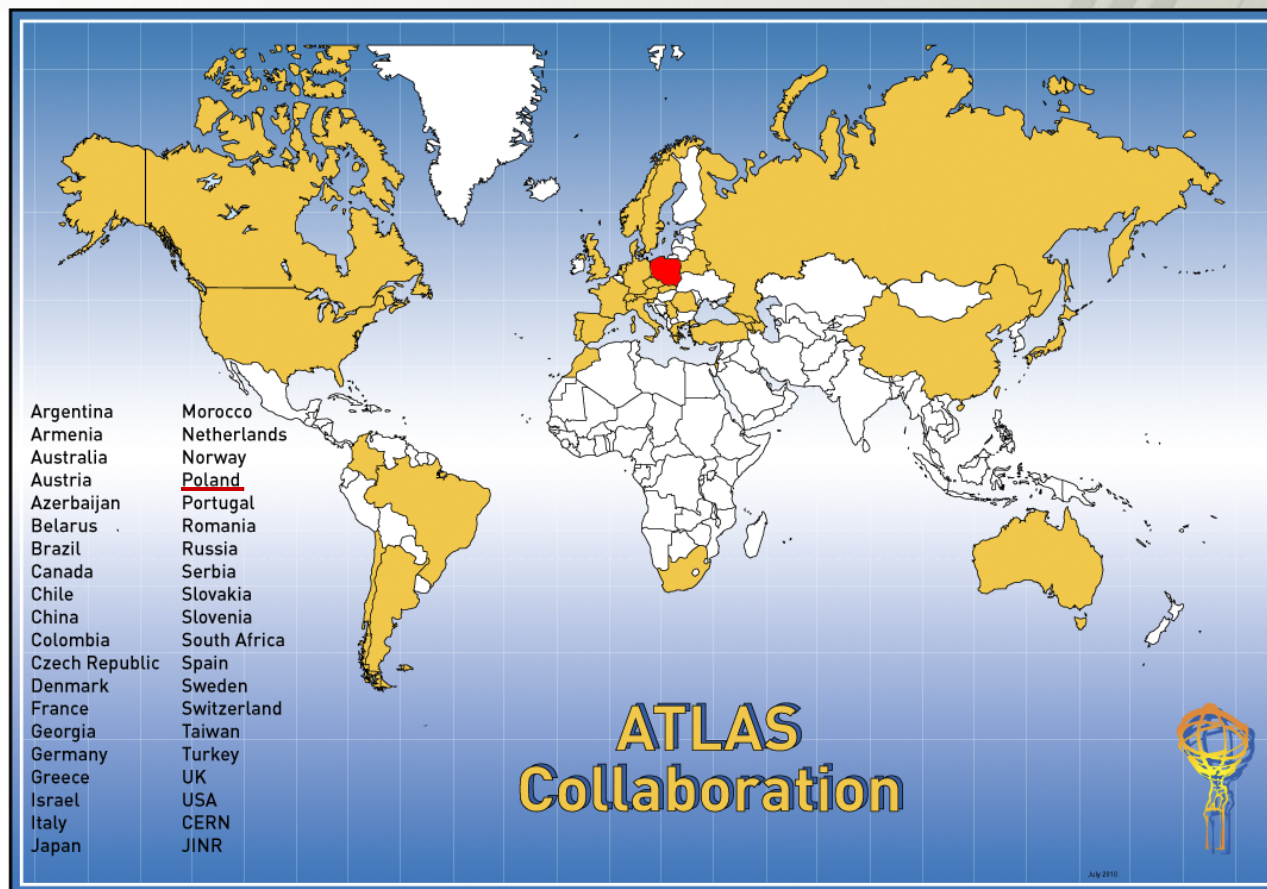 Argentina
Armenia
Australia
Austria
Azerbaijan
Belarus
Brazil
Canada
Chile
China
Colombia
Czech Republic
Denmark
France
Georgia
Germany
Greece
Israel
Italy
Japan
Morocco
Netherlands
Norway
Poland
Portugal
Romania
Russia
Serbia
Slovakia
Slovenia
South Africa
Spain
Sweden
Switzerland
Taiwan
Turkey
UK
USA
CERN
JINR
ATLAS
Collaboration
July 2010